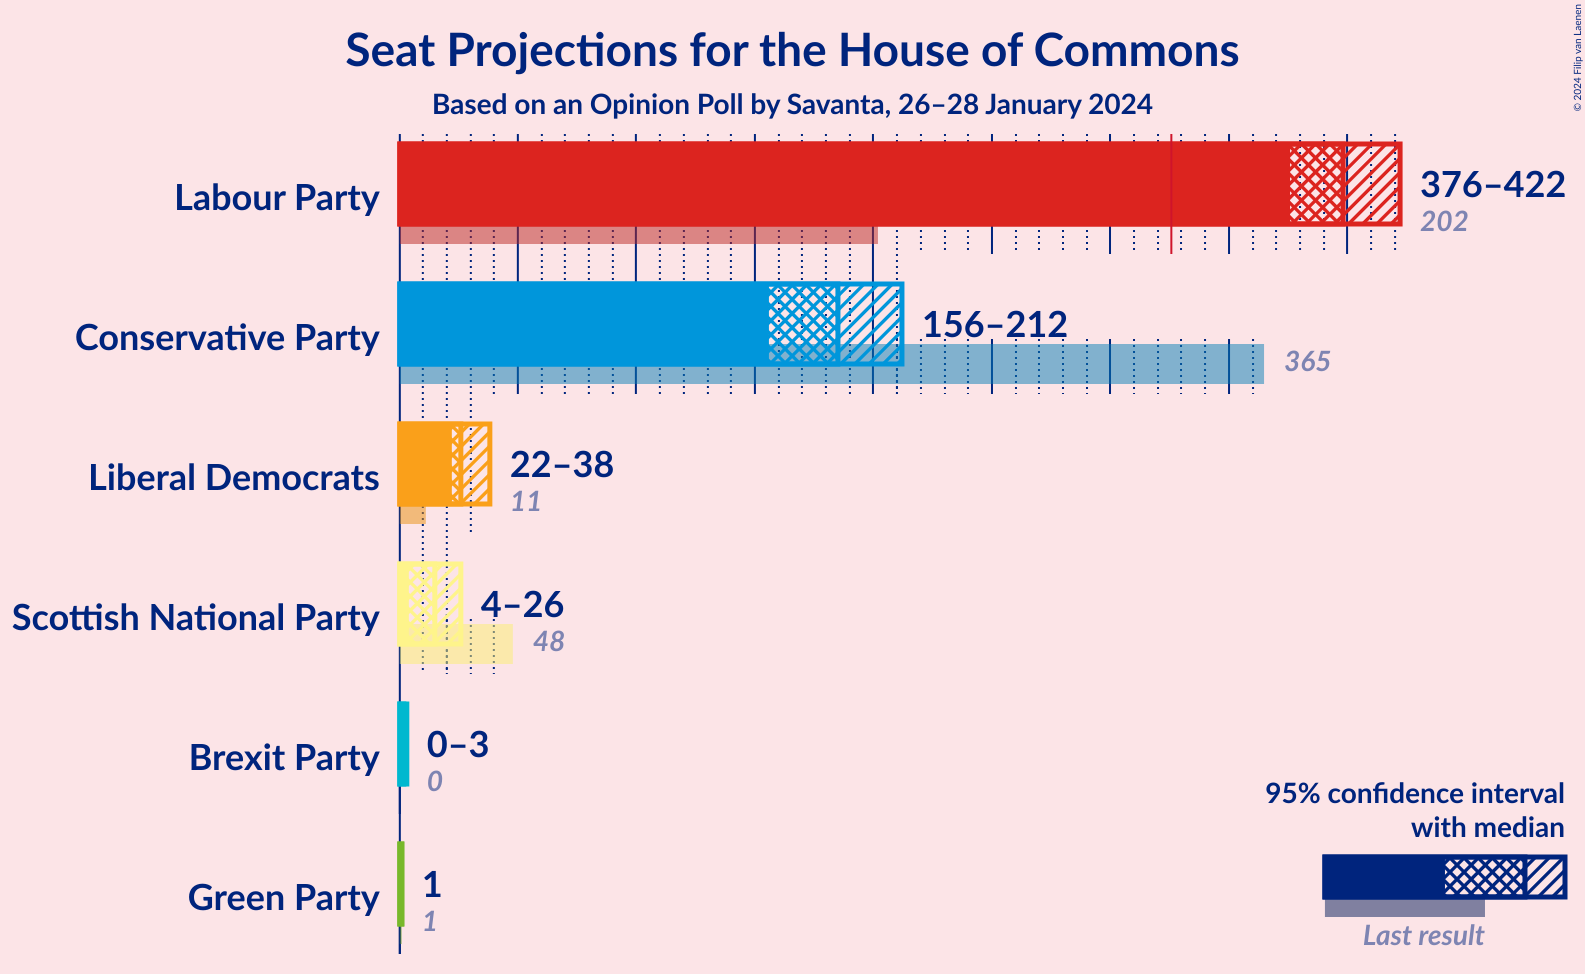 Seat Projections for the House of Commons
Based on an Opinion Poll by Savanta, 26–28 January 2024
© 2024 Filip van Laenen
Labour Party
376–422
202
Conservative Party
156–212
365
Liberal Democrats
22–38
11
Scottish National Party
4–26
48
Brexit Party
0–3
0
Green Party
1
1
95% confidence interval
with median
Last result